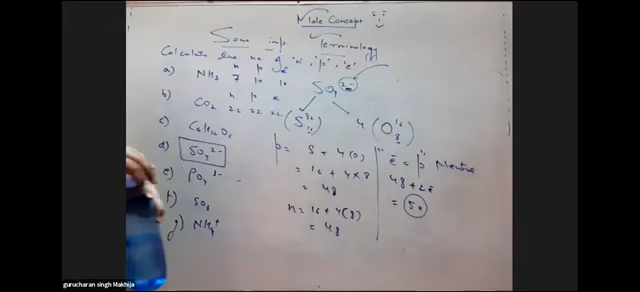 Mole Concept
Some imp Terminology
Calculate the no of 'n', 'p', 'e'
n p e
a) NH3 7 10 10
SO4 2-
n p e
b) CO2 22 22 22
S 32 16
4 ( O 16 8 )
c) C6H12O6
d) SO4 2-
e) PO4 3-
f) SO3
g) NH4+
p = S + 4(O)
= 16 + 4 × 8
= 48
n = 16 + 4(8)
= 48
e = p Neutral
48 + 2e
= 50
gurucharan singh Makhija